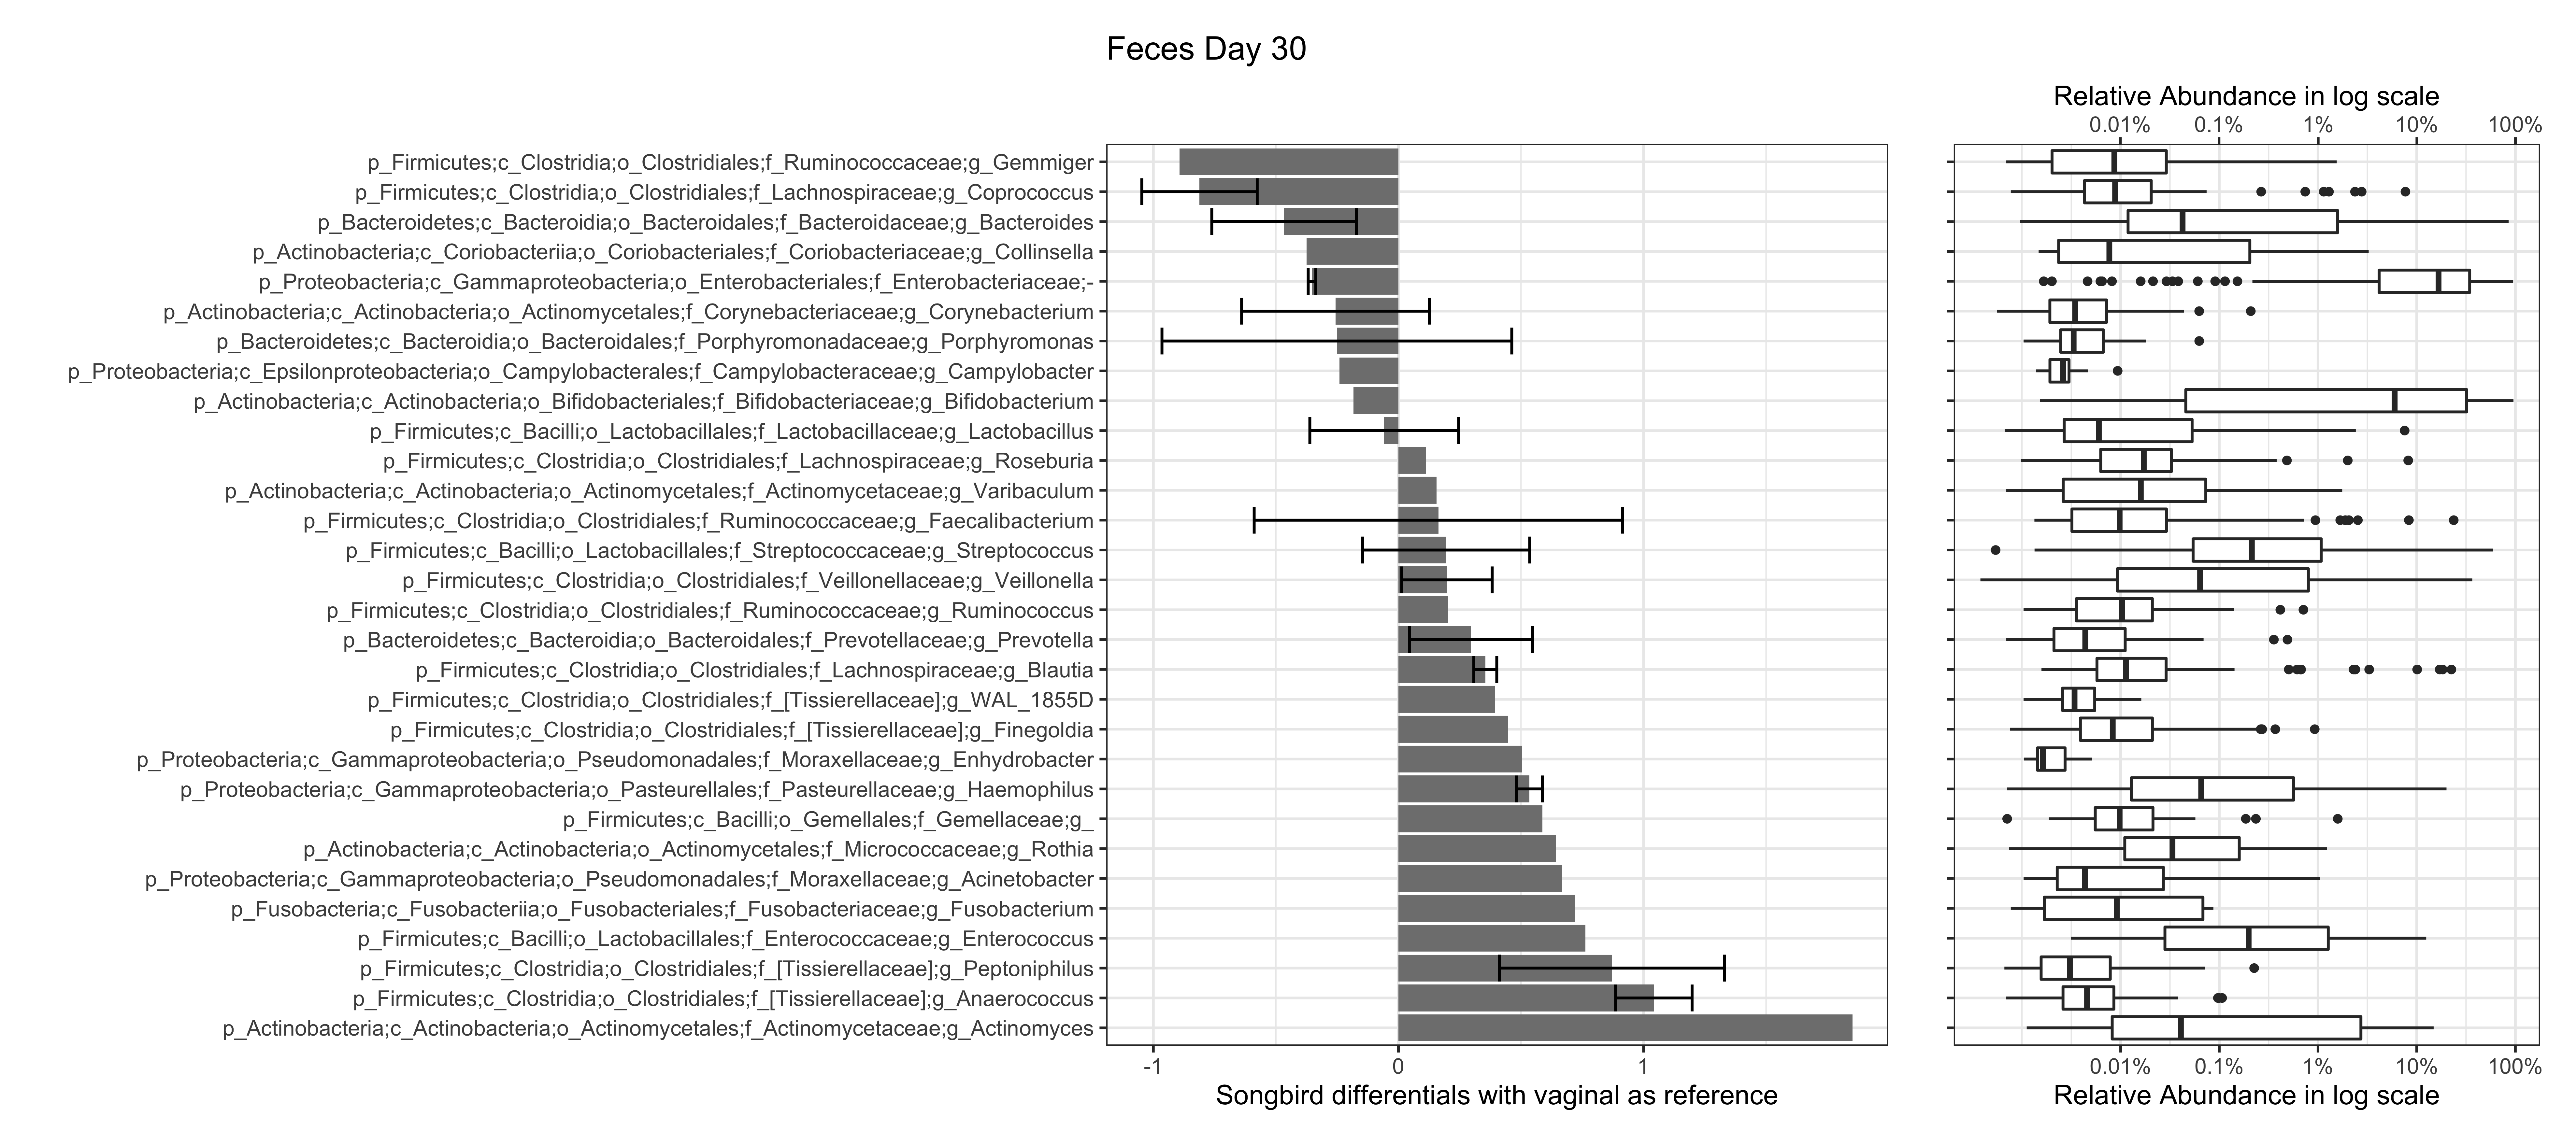 Feces Day 30
Relative Abundance in log scale
0.01% 0.1% 1% 10% 100%
p_Firmicutes;c_Clostridia;o_Clostridiales;f_Ruminococcaceae;g_Gemmiger
p_Firmicutes;c_Clostridia;o_Clostridiales;f_Lachnospiraceae;g_Coprococcus
p_Bacteroidetes;c_Bacteroidia;o_Bacteroidales;f_Bacteroidaceae;g_Bacteroides
p_Actinobacteria;c_Coriobacteriia;o_Coriobacteriales;f_Coriobacteriaceae;g_Collinsella
p_Proteobacteria;c_Gammaproteobacteria;o_Enterobacteriales;f_Enterobacteriaceae;-
p_Actinobacteria;c_Actinobacteria;o_Actinomycetales;f_Corynebacteriaceae;g_Corynebacterium
p_Bacteroidetes;c_Bacteroidia;o_Bacteroidales;f_Porphyromonadaceae;g_Porphyromonas
p_Proteobacteria;c_Epsilonproteobacteria;o_Campylobacterales;f_Campylobacteraceae;g_Campylobacter
p_Actinobacteria;c_Actinobacteria;o_Bifidobacteriales;f_Bifidobacteriaceae;g_Bifidobacterium
p_Firmicutes;c_Bacilli;o_Lactobacillales;f_Lactobacillaceae;g_Lactobacillus
p_Firmicutes;c_Clostridia;o_Clostridiales;f_Lachnospiraceae;g_Roseburia
p_Actinobacteria;c_Actinobacteria;o_Actinomycetales;f_Actinomycetaceae;g_Varibaculum
p_Firmicutes;c_Clostridia;o_Clostridiales;f_Ruminococcaceae;g_Faecalibacterium
p_Firmicutes;c_Bacilli;o_Lactobacillales;f_Streptococcaceae;g_Streptococcus
p_Firmicutes;c_Clostridia;o_Clostridiales;f_Veillonellaceae;g_Veillonella
p_Firmicutes;c_Clostridia;o_Clostridiales;f_Ruminococcaceae;g_Ruminococcus
p_Bacteroidetes;c_Bacteroidia;o_Bacteroidales;f_Prevotellaceae;g_Prevotella
p_Firmicutes;c_Clostridia;o_Clostridiales;f_Lachnospiraceae;g_Blautia
p_Firmicutes;c_Clostridia;o_Clostridiales;f_[Tissierellaceae];g_WAL_1855D
p_Firmicutes;c_Clostridia;o_Clostridiales;f_[Tissierellaceae];g_Finegoldia
p_Proteobacteria;c_Gammaproteobacteria;o_Pseudomonadales;f_Moraxellaceae;g_Enhydrobacter
p_Proteobacteria;c_Gammaproteobacteria;o_Pasteurellales;f_Pasteurellaceae;g_Haemophilus
p_Firmicutes;c_Bacilli;o_Gemellales;f_Gemellaceae;g_
p_Actinobacteria;c_Actinobacteria;o_Actinomycetales;f_Micrococcaceae;g_Rothia
p_Proteobacteria;c_Gammaproteobacteria;o_Pseudomonadales;f_Moraxellaceae;g_Acinetobacter
p_Fusobacteria;c_Fusobacteriia;o_Fusobacteriales;f_Fusobacteriaceae;g_Fusobacterium
p_Firmicutes;c_Bacilli;o_Lactobacillales;f_Enterococcaceae;g_Enterococcus
p_Firmicutes;c_Clostridia;o_Clostridiales;f_[Tissierellaceae];g_Peptoniphilus
p_Firmicutes;c_Clostridia;o_Clostridiales;f_[Tissierellaceae];g_Anaerococcus
p_Actinobacteria;c_Actinobacteria;o_Actinomycetales;f_Actinomycetaceae;g_Actinomyces
-1 0 1
Songbird differentials with vaginal as reference
0.01% 0.1% 1% 10% 100%
Relative Abundance in log scale